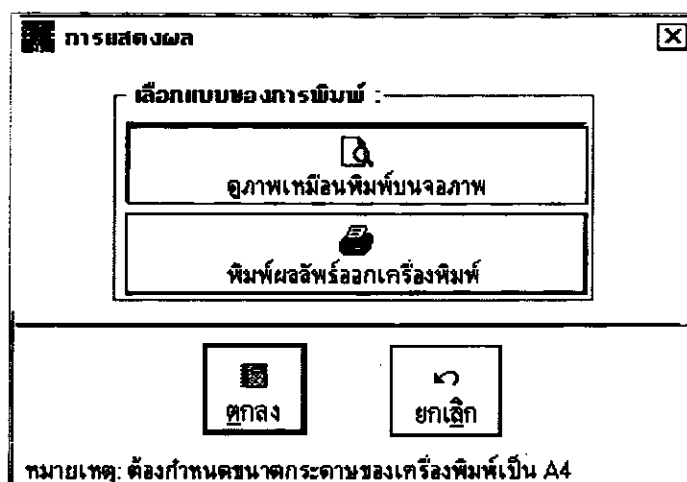 การแสดงผล
เลือกแบบของการพิมพ์ :
ดูภาพเหมือนพิมพ์บนจอภาพ
พิมพ์ผลลัพธ์ออกเครื่องพิมพ์
ตกลง
ยกเลิก
หมายเหตุ: ต้องกำหนดขนาดกระดาษของเครื่องพิมพ์เป็น A4